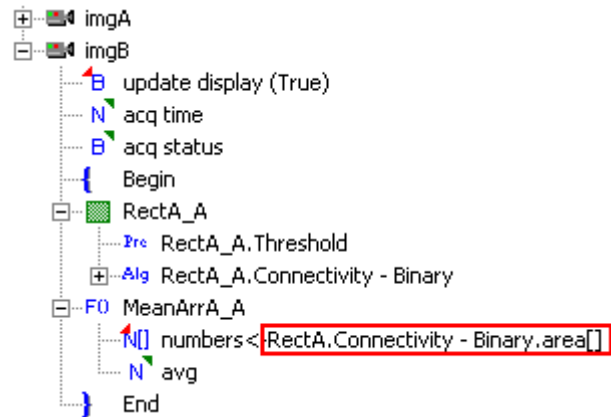 imgA
imgB
B update display (True)
N acq time
B acq status
{ Begin
RectA_A
Pre RectA_A.Threshold
Alg RectA_A.Connectivity - Binary
F() MeanArrA_A
N[] numbers<-RectA.Connectivity - Binary.area[]
N avg
} End